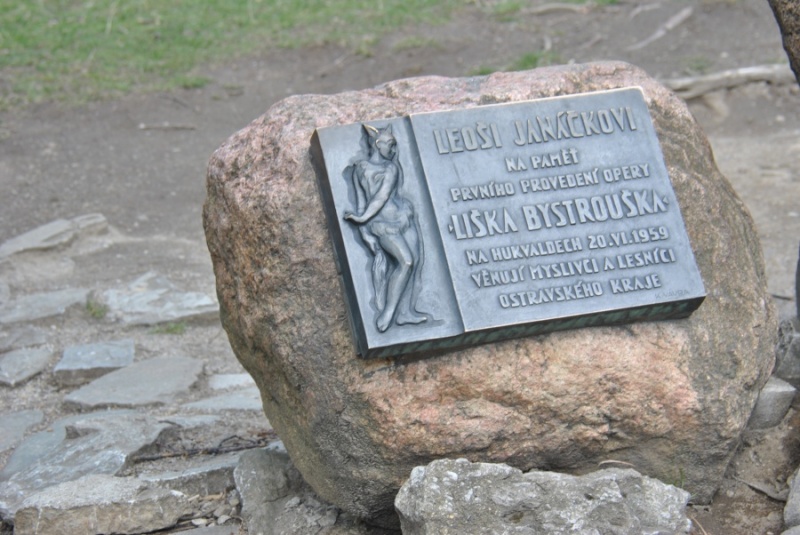 LEOŠI JANÁČKOVI
NA PAMĚŤ
PRVNÍHO PROVEDENÍ OPERY
"LIŠKA BYSTROUŠKA"
NA HUKVALDECH 20.VI.1959
VĚNUJÍ MYSLIVCI A LESNÍCI
OSTRAVSKÉHO KRAJE